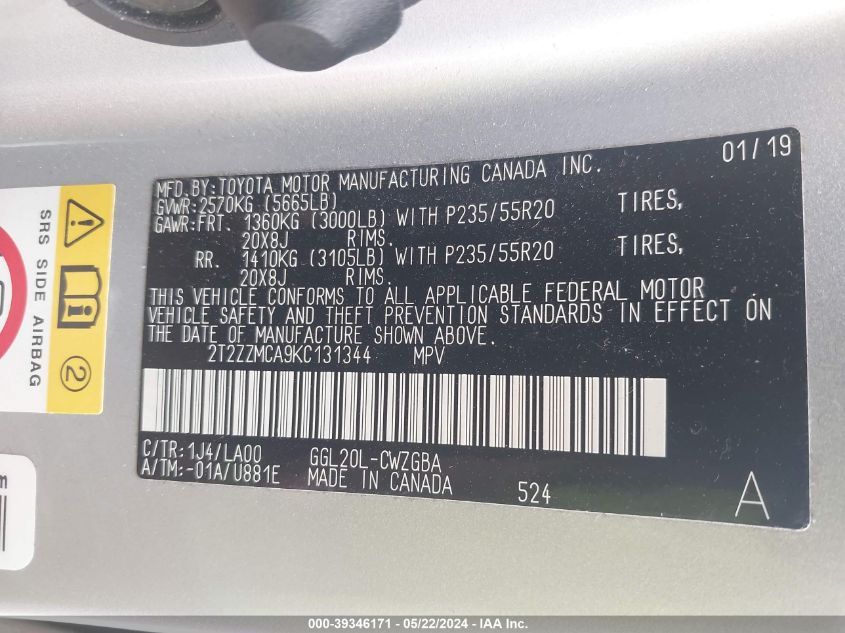 01/19
MFD.BY:TOYOTA MOTOR MANUFACTURING CANADA INC.
GVWR:2570KG (5665LB)
GAWR:FRT. 1360KG (3000LB) WITH P235/55R20 TIRES,
20X8J RIMS.
RR. 1410KG (3105LB) WITH P235/55R20 TIRES,
20X8J RIMS.
THIS VEHICLE CONFORMS TO ALL APPLICABLE FEDERAL MOTOR
VEHICLE SAFETY AND THEFT PREVENTION STANDARDS IN EFFECT ON
THE DATE OF MANUFACTURE SHOWN ABOVE.
2T2ZZMCA9KC131344 MPV
C/TR:1J4/LA00 GGL20L-CWZGBA
A/TM:-01A/U881E MADE IN CANADA 524 A
SRS SIDE AIRBAG
2
m
000-39346171 - 05/22/2024 - IAA Inc.